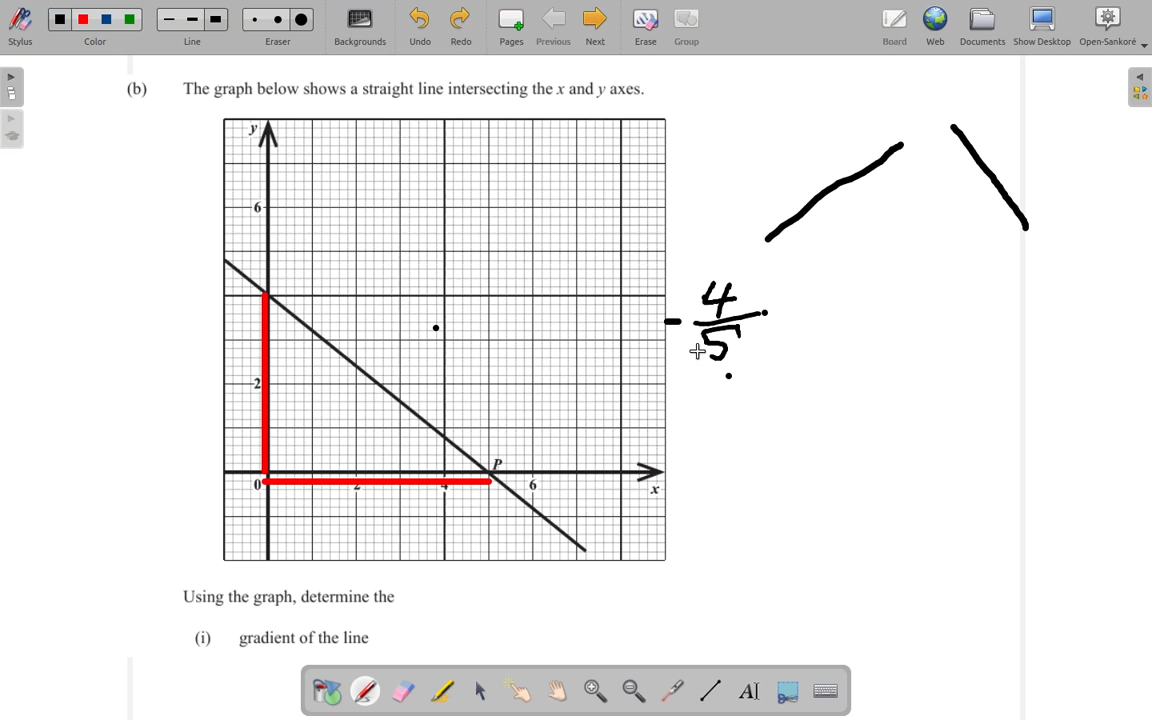 Stylus Color Line Eraser Backgrounds Undo Redo Pages Previous Next Erase Group Board Web Documents Show Desktop Open-Sankoré
(b) The graph below shows a straight line intersecting the x and y axes.
y
6
2
0 2 4 6
P
x
- 4
5
Using the graph, determine the
(i) gradient of the line
AI